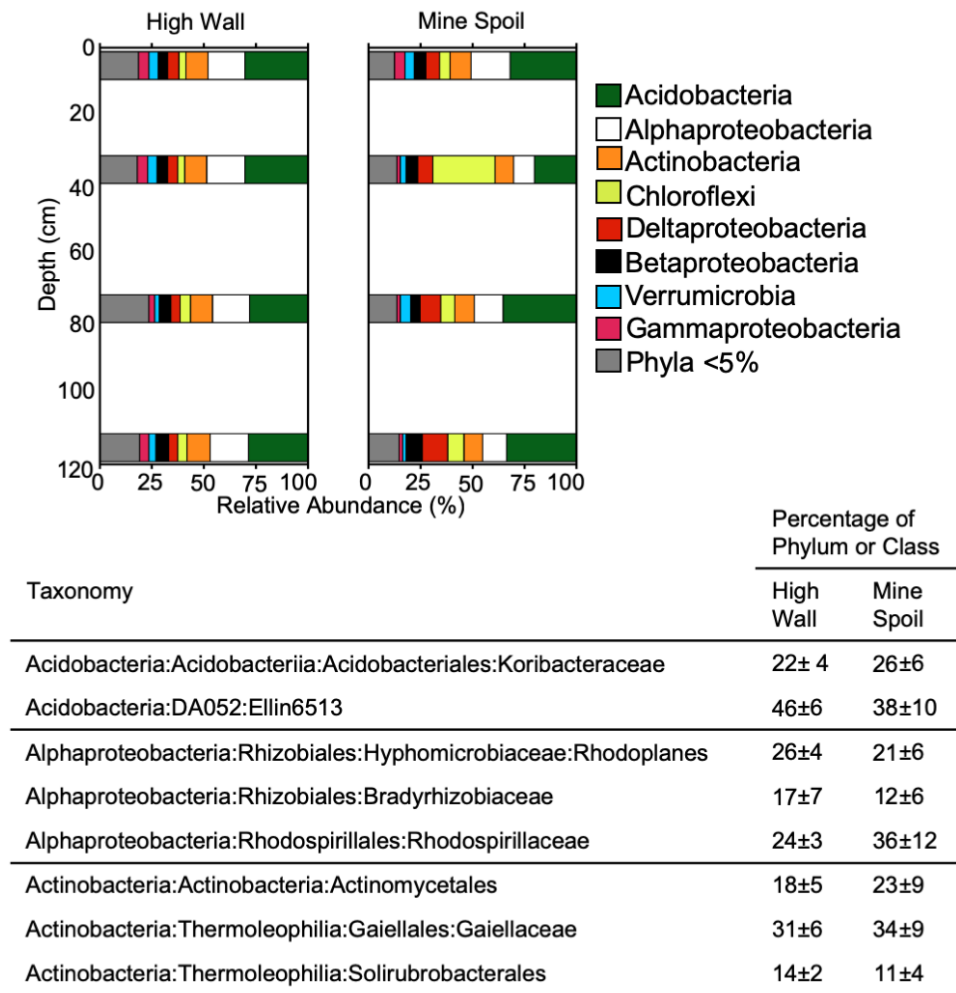 High Wall
Mine Spoil
0
20
40
60
80
100
120
Depth (cm)
0
25
50
75
100
0
25
50
75
100
Relative Abundance (%)
Acidobacteria
Alphaproteobacteria
Actinobacteria
Chloroflexi
Deltaproteobacteria
Betaproteobacteria
Verrumicrobia
Gammaproteobacteria
Phyla <5%
Percentage of
Phylum or Class
Taxonomy
High
Wall
Mine
Spoil
Acidobacteria:Acidobacteriia:Acidobacteriales:Koribacteraceae 22± 4 26±6
Acidobacteria:DA052:Ellin6513 46±6 38±10
Alphaproteobacteria:Rhizobiales:Hyphomicrobiaceae:Rhodoplanes 26±4 21±6
Alphaproteobacteria:Rhizobiales:Bradyrhizobiaceae 17±7 12±6
Alphaproteobacteria:Rhodospirillales:Rhodospirillaceae 24±3 36±12
Actinobacteria:Actinobacteria:Actinomycetales 18±5 23±9
Actinobacteria:Thermoleophilia:Gaiellales:Gaiellaceae 31±6 34±9
Actinobacteria:Thermoleophilia:Solirubrobacterales 14±2 11±4